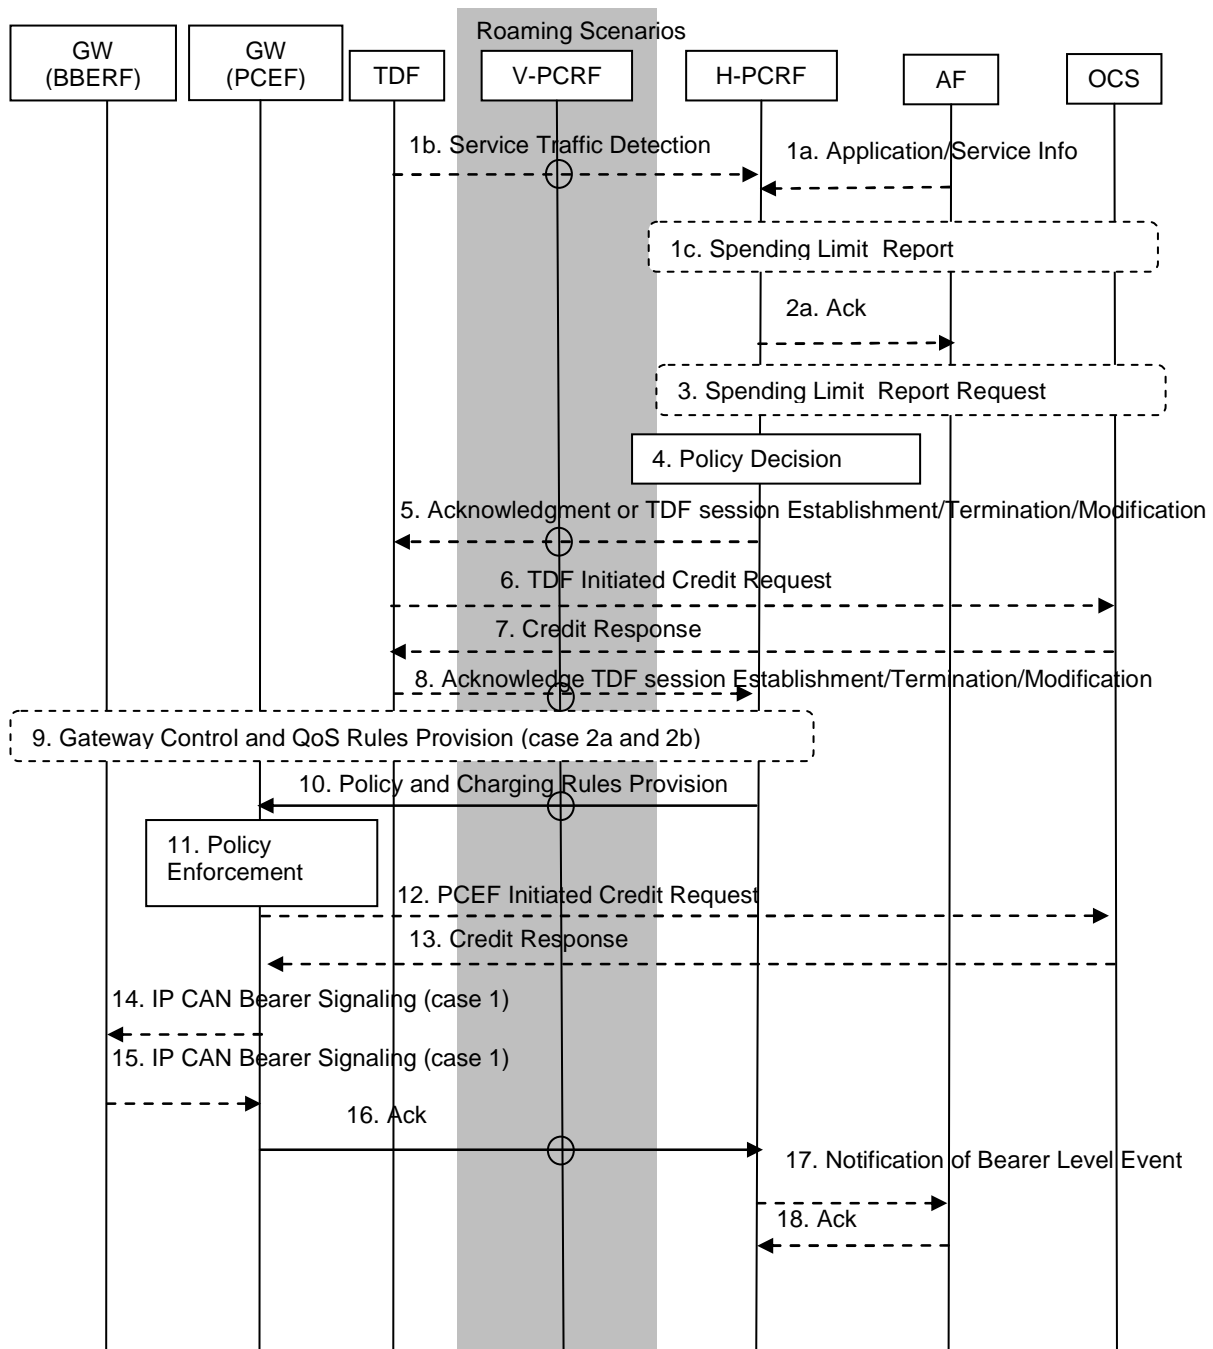 Roaming Scenarios
GW
(BBERF)
GW
(PCEF)
TDF
V-PCRF
H-PCRF
AF
OCS
1b. Service Traffic Detection
1a. Application/Service Info
1c. Spending Limit  Report
2a. Ack
3. Spending Limit  Report Request
4. Policy Decision
5. Acknowledgment or TDF session Establishment/Termination/Modification
6. TDF Initiated Credit Request
7. Credit Response
8. Acknowledge TDF session Establishment/Termination/Modification
9. Gateway Control and QoS Rules Provision (case 2a and 2b)
10. Policy and Charging Rules Provision
11. Policy
Enforcement
12. PCEF Initiated Credit Request
13. Credit Response
14. IP CAN Bearer Signaling (case 1)
15. IP CAN Bearer Signaling (case 1)
16. Ack
17. Notification of Bearer Level Event
18. Ack